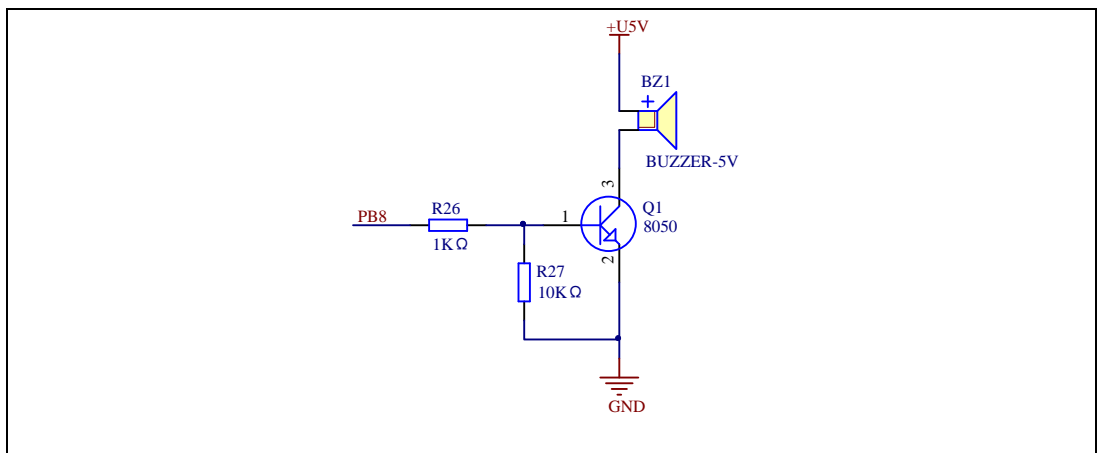 +U5V
BZ1
+
BUZZER-5V
3
Q1
8050
PB8
R26
1KΩ
1
2
R27
10KΩ
GND